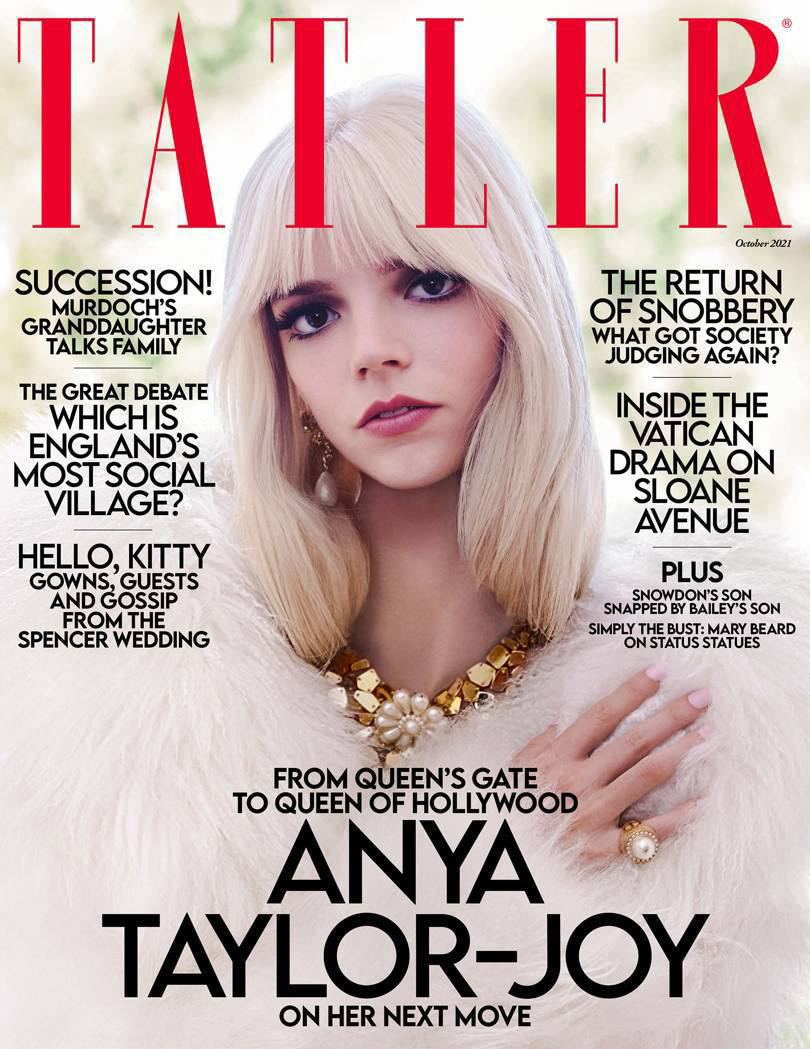 TATLER®
October 2021
SUCCESSION!
MURDOCH'S
GRANDDAUGHTER
TALKS FAMILY
THE GREAT DEBATE
WHICH IS
ENGLAND'S
MOST SOCIAL
VILLAGE?
HELLO, KITTY
GOWNS, GUESTS
AND GOSSIP
FROM THE
SPENCER WEDDING
THE RETURN
OF SNOBBERY
WHAT GOT SOCIETY
JUDGING AGAIN?
INSIDE THE
VATICAN
DRAMA ON
SLOANE
AVENUE
PLUS
SNOWDON'S SON
SNAPPED BY BAILEY'S SON
SIMPLY THE BUST: MARY BEARD
ON STATUS STATUES
FROM QUEEN'S GATE
TO QUEEN OF HOLLYWOOD
ANYA
TAYLOR-JOY
ON HER NEXT MOVE